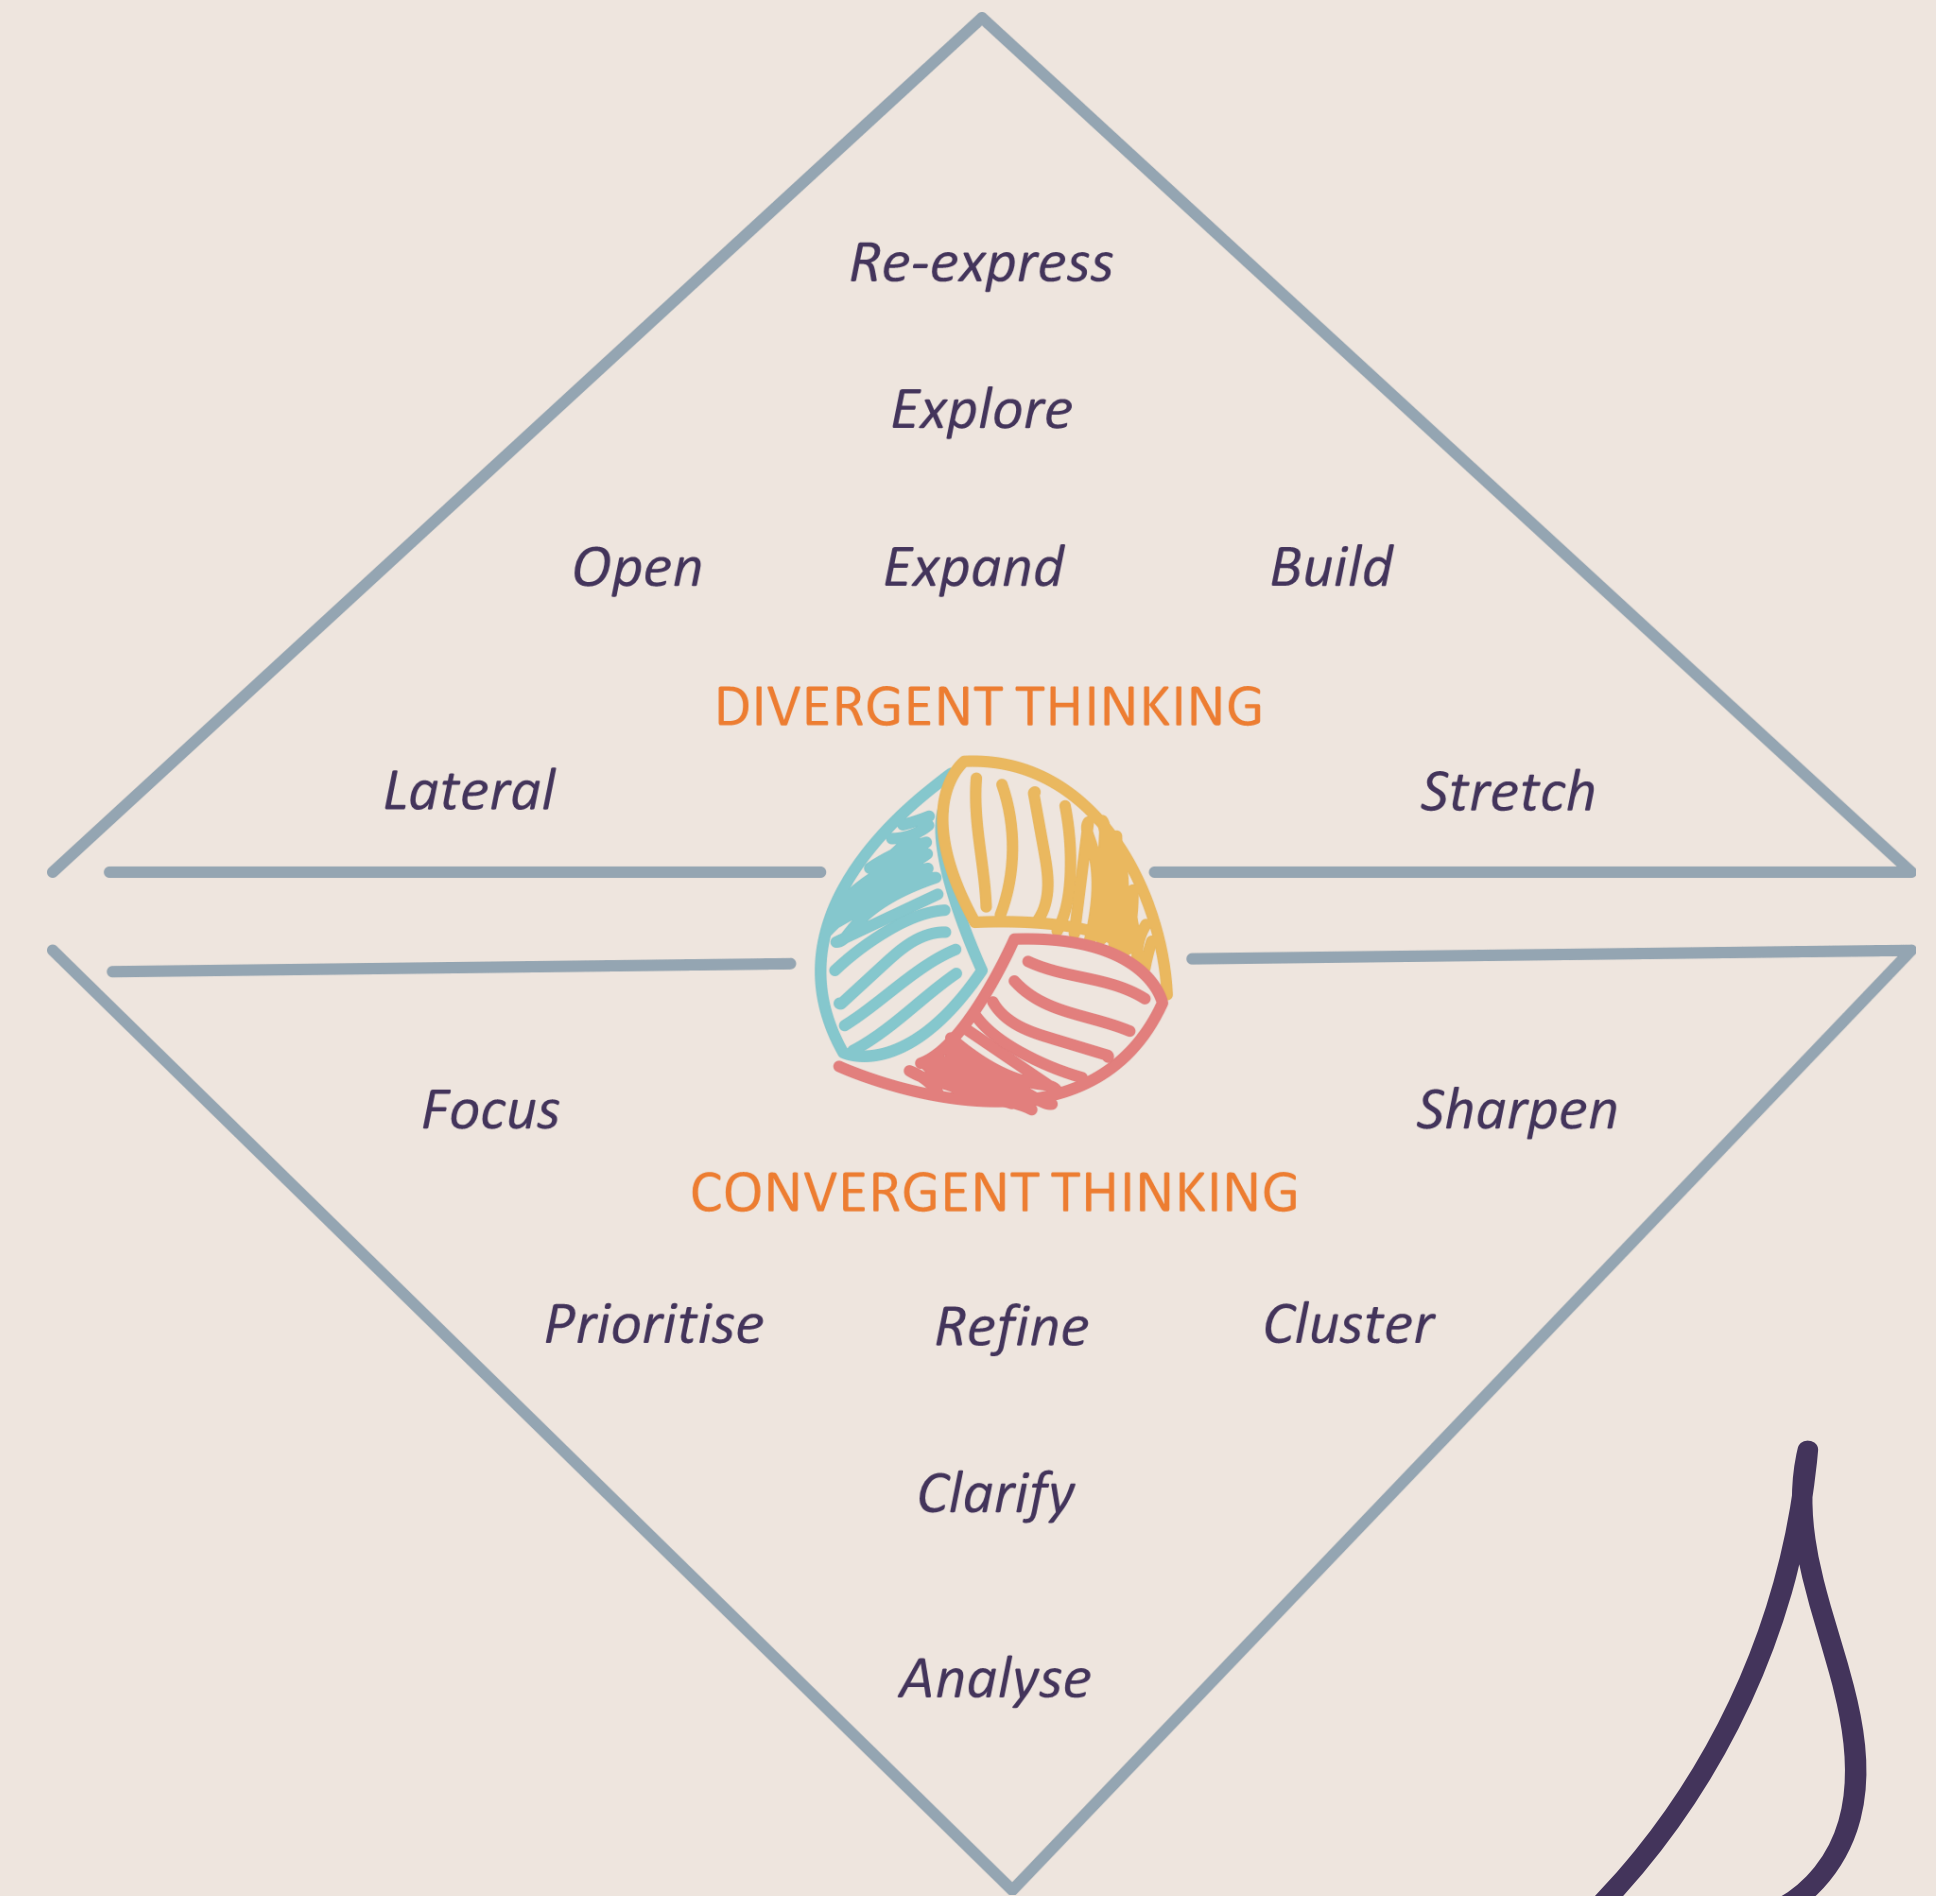 Re-express
Explore
Open Expand Build
DIVERGENT THINKING
Lateral Stretch
Focus Sharpen
CONVERGENT THINKING
Prioritise Refine Cluster
Clarify
Analyse